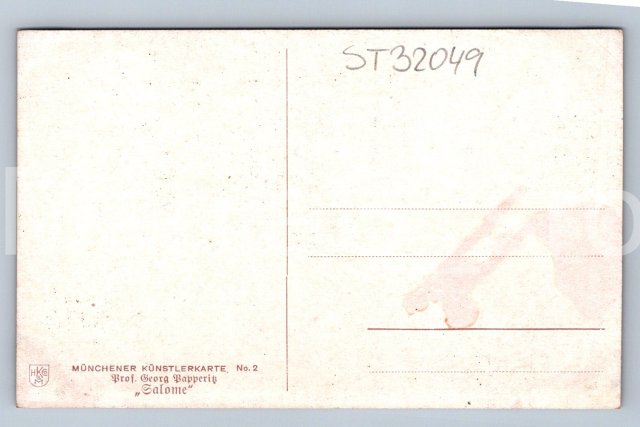 ST32049
MÜNCHENER KÜNSTLERKARTE No. 2
Prof. Georg Papperitz
„Salome"